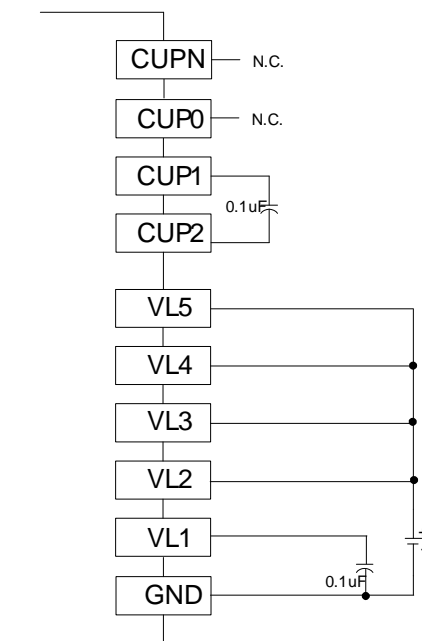 CUPN
N.C.
CUP0
N.C.
CUP1
0.1uF
CUP2
VL5
VL4
VL3
VL2
VL1
0.1uF
GND